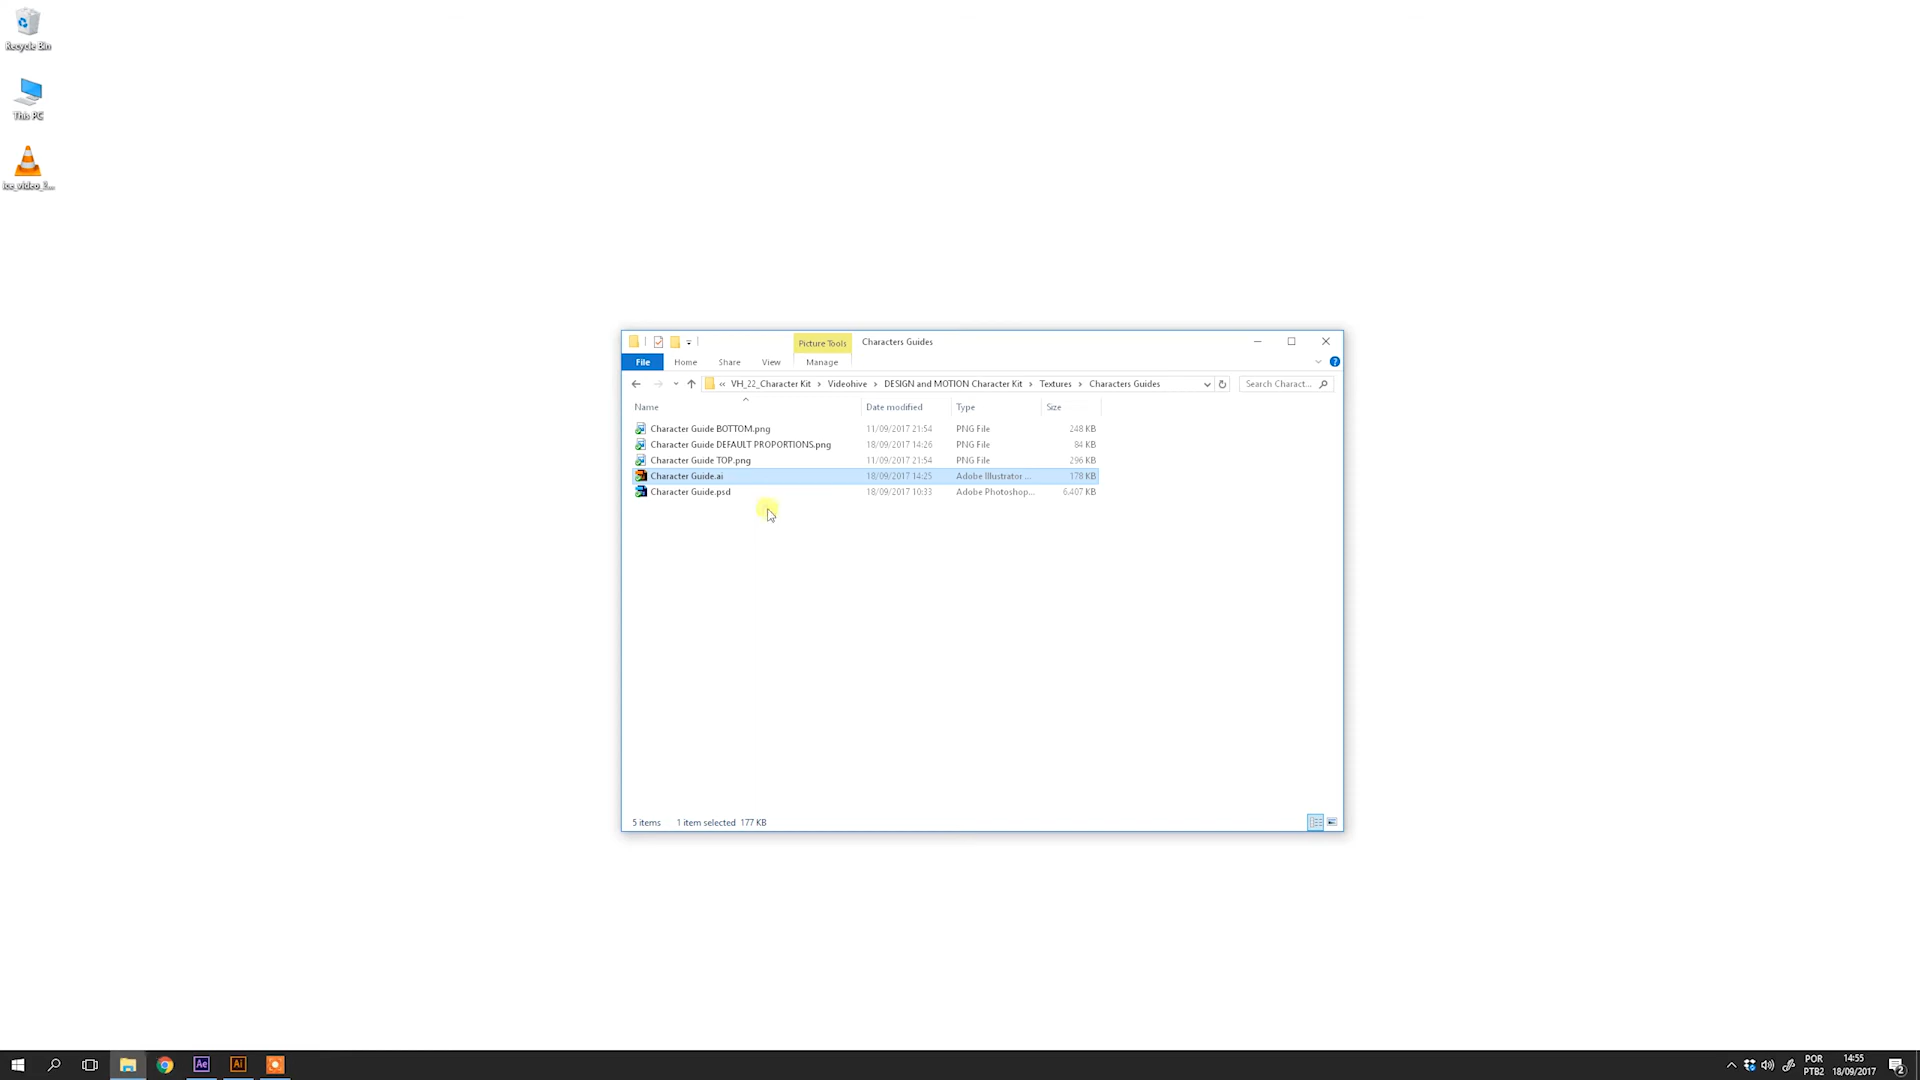 Recycle Bin
This PC
ice_video_2...
Picture Tools
Characters Guides
File
Home
Share
View
Manage
« VH_22_Character Kit › Videohive › DESIGN and MOTION Character Kit › Textures › Characters Guides
Search Charact...
Name
Date modified
Type
Size
Character Guide BOTTOM.png 11/09/2017 21:54 PNG File 248 KB
Character Guide DEFAULT PROPORTIONS.png 18/09/2017 14:26 PNG File 84 KB
Character Guide TOP.png 11/09/2017 21:54 PNG File 296 KB
Character Guide.ai 18/09/2017 14:25 Adobe Illustrator ... 178 KB
Character Guide.psd 18/09/2017 10:33 Adobe Photoshop... 6.407 KB
5 items 1 item selected 177 KB
Ae
Ai
POR
PTB2
14:55
18/09/2017
2